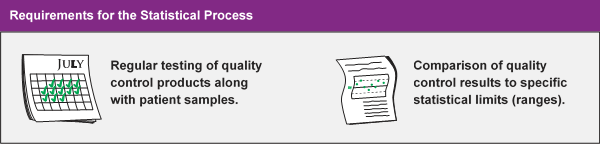 Requirements for the Statistical Process
JULY
Regular testing of quality
control products along
with patient samples.
Comparison of quality
control results to specific
statistical limits (ranges).